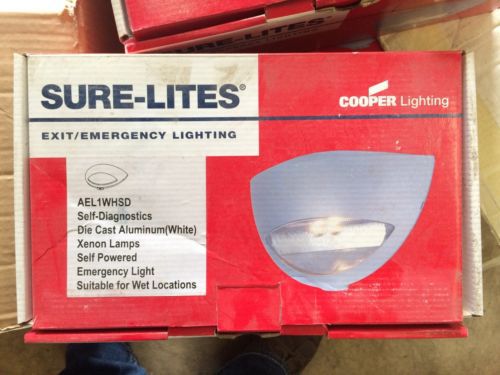 SURE-LITES®
COOPER Lighting
EXIT/EMERGENCY LIGHTING
AEL1WHSD
Self-Diagnostics
Die Cast Aluminum(White)
Xenon Lamps
Self Powered
Emergency Light
Suitable for Wet Locations